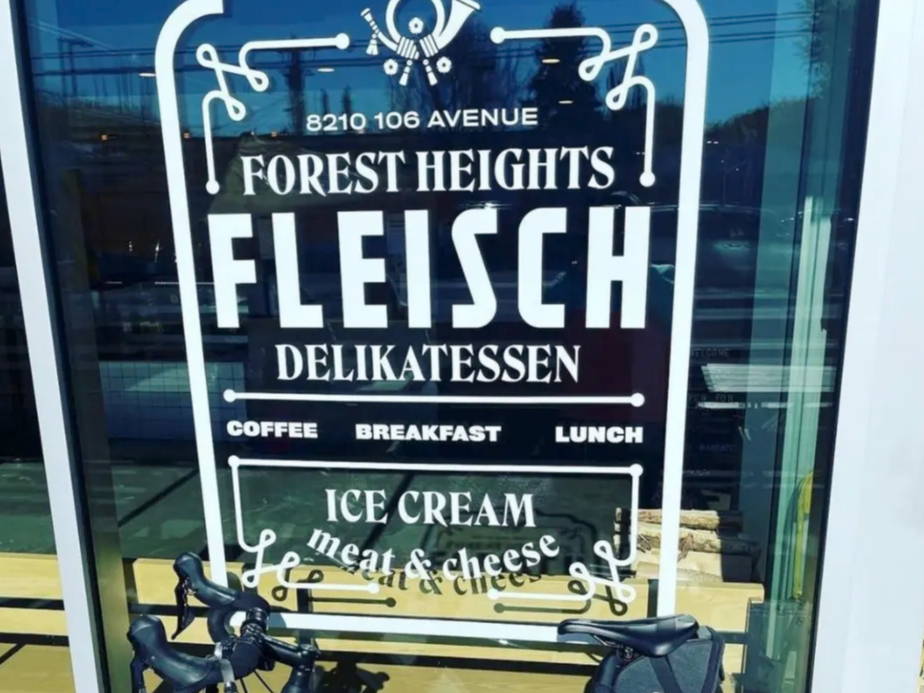 8210 106 AVENUE
FOREST HEIGHTS
FLEISCH
DELIKATESSEN
COFFEE BREAKFAST LUNCH
ICE CREAM
meat & cheese